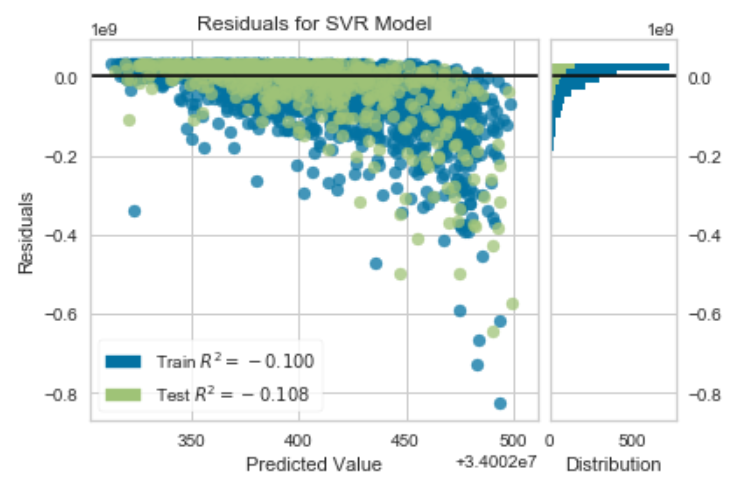 Residuals for SVR Model
1e9
1e9
0.0
0.0
−0.2
−0.2
−0.4
−0.4
−0.6
−0.6
−0.8
−0.8
Residuals
Train R² = −0.100
Test R² = −0.108
350
400
450
500
0
500
+3.4002e7
Predicted Value
Distribution